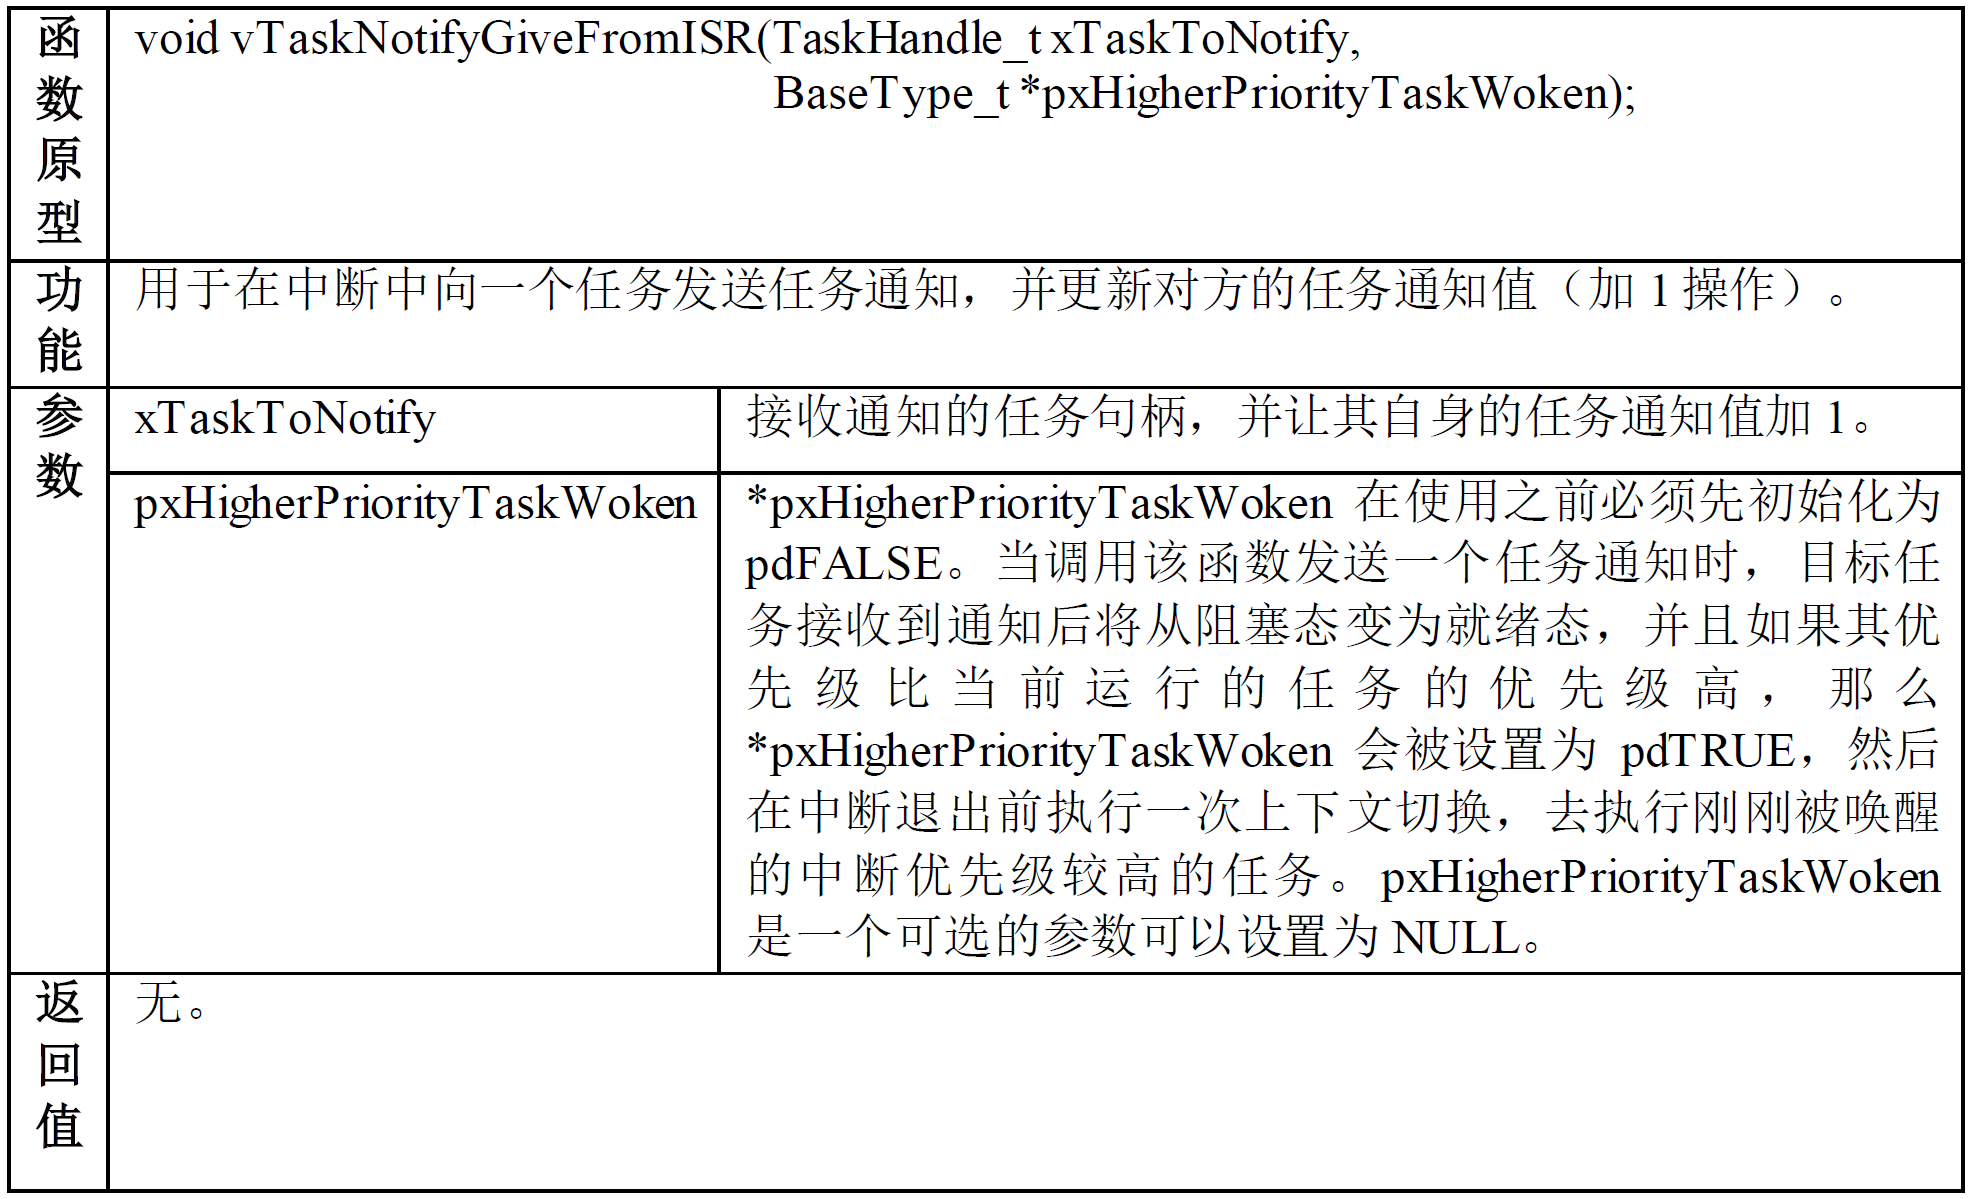 函数原型
void vTaskNotifyGiveFromISR(TaskHandle_t xTaskToNotify,
BaseType_t *pxHigherPriorityTaskWoken);
功能
用于在中断中向一个任务发送任务通知，并更新对方的任务通知值（加 1 操作）。
参数
xTaskToNotify
接收通知的任务句柄，并让其自身的任务通知值加 1。
pxHigherPriorityTaskWoken
*pxHigherPriorityTaskWoken 在使用之前必须先初始化为
pdFALSE。当调用该函数发送一个任务通知时，目标任
务接收到通知后将从阻塞态变为就绪态，并且如果其优
先级比当前运行的任务的优先级高，那么
*pxHigherPriorityTaskWoken 会被设置为 pdTRUE，然后
在中断退出前执行一次上下文切换，去执行刚刚被唤醒
的中断优先级较高的任务。pxHigherPriorityTaskWoken
是一个可选的参数可以设置为 NULL。
返回值
无。